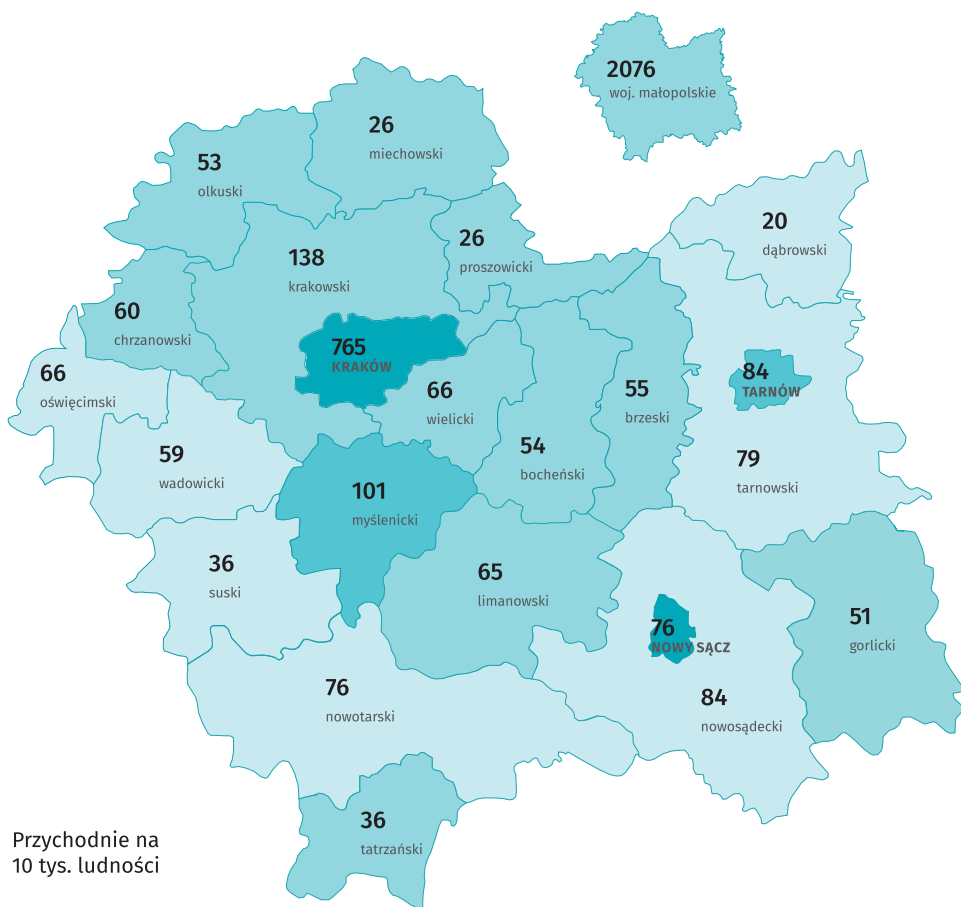 2076
woj. małopolskie
26
miechowski
53
olkuski
20
dąbrowski
26
proszowicki
138
krakowski
60
chrzanowski
765
KRAKÓW
66
oświęcimski
84
TARNÓW
66
wielicki
55
brzeski
54
bocheński
59
wadowicki
79
tarnowski
101
myślenicki
36
suski
65
limanowski
51
gorlicki
76
NOWY SĄCZ
76
nowotarski
84
nowosądecki
36
tatrzański
Przychodnie na
10 tys. ludności